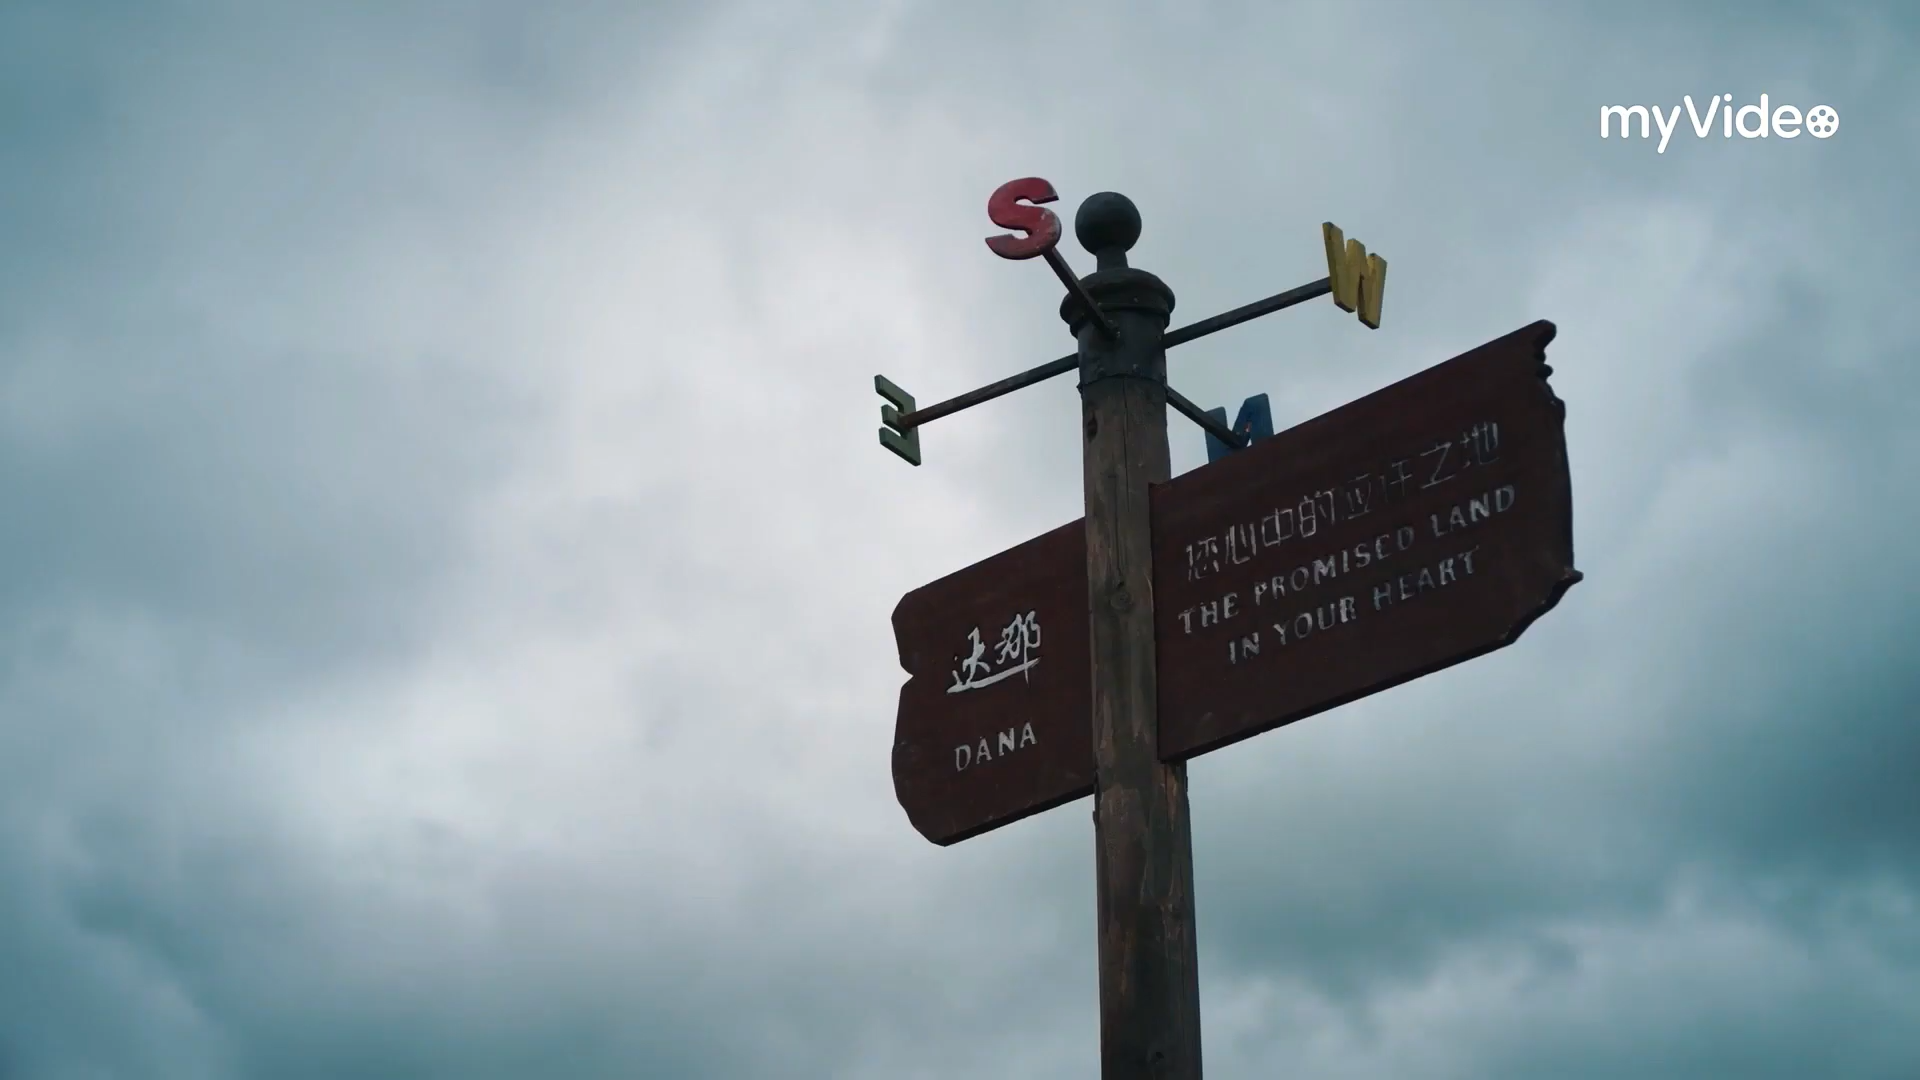 myVideo
S
W
E
N
您心中的应许之地
THE PROMISED LAND
IN YOUR HEART
达那
DANA